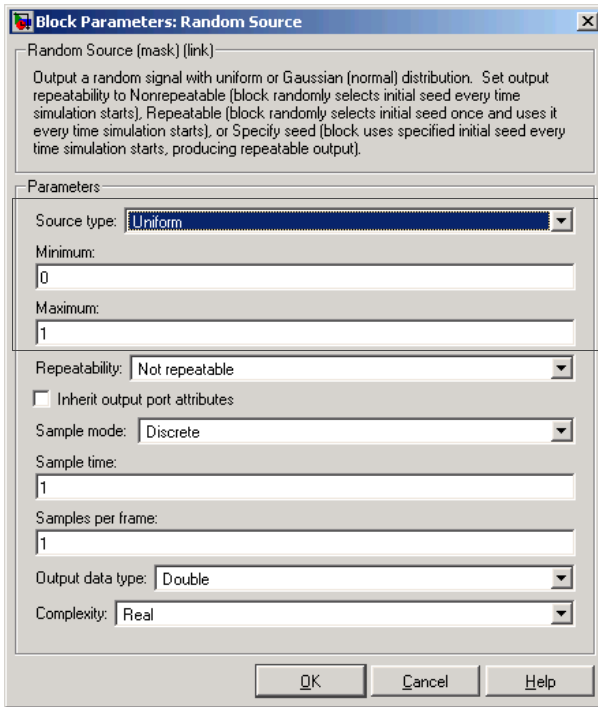 Block Parameters: Random Source
Random Source (mask) (link)
Output a random signal with uniform or Gaussian (normal) distribution. Set output
repeatability to Nonrepeatable (block randomly selects initial seed every time
simulation starts), Repeatable (block randomly selects initial seed once and uses it
every time simulation starts), or Specify seed (block uses specified initial seed every
time simulation starts, producing repeatable output).
Parameters
Source type: Uniform
Minimum:
0
Maximum:
1
Repeatability: Not repeatable
Inherit output port attributes
Sample mode: Discrete
Sample time:
1
Samples per frame:
1
Output data type: Double
Complexity: Real
OK Cancel Help